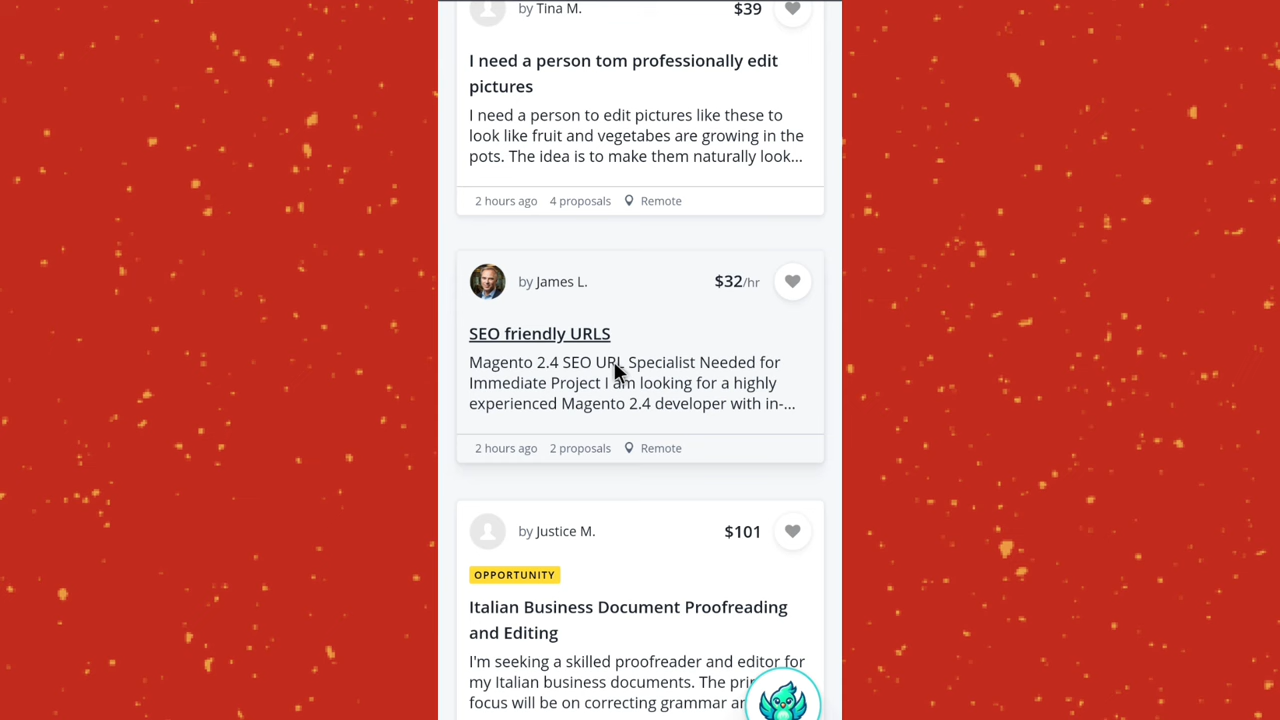 by Tina M. $39
I need a person tom professionally edit
pictures
I need a person to edit pictures like these to
look like fruit and vegetabes are growing in the
pots. The idea is to make them naturally look...
2 hours ago 4 proposals Remote
by James L. $32/hr
SEO friendly URLS
Magento 2.4 SEO URL Specialist Needed for
Immediate Project I am looking for a highly
experienced Magento 2.4 developer with in-...
2 hours ago 2 proposals Remote
by Justice M. $101
OPPORTUNITY
Italian Business Document Proofreading
and Editing
I'm seeking a skilled proofreader and editor for
my Italian business documents. The
focus will be on correcting grammar